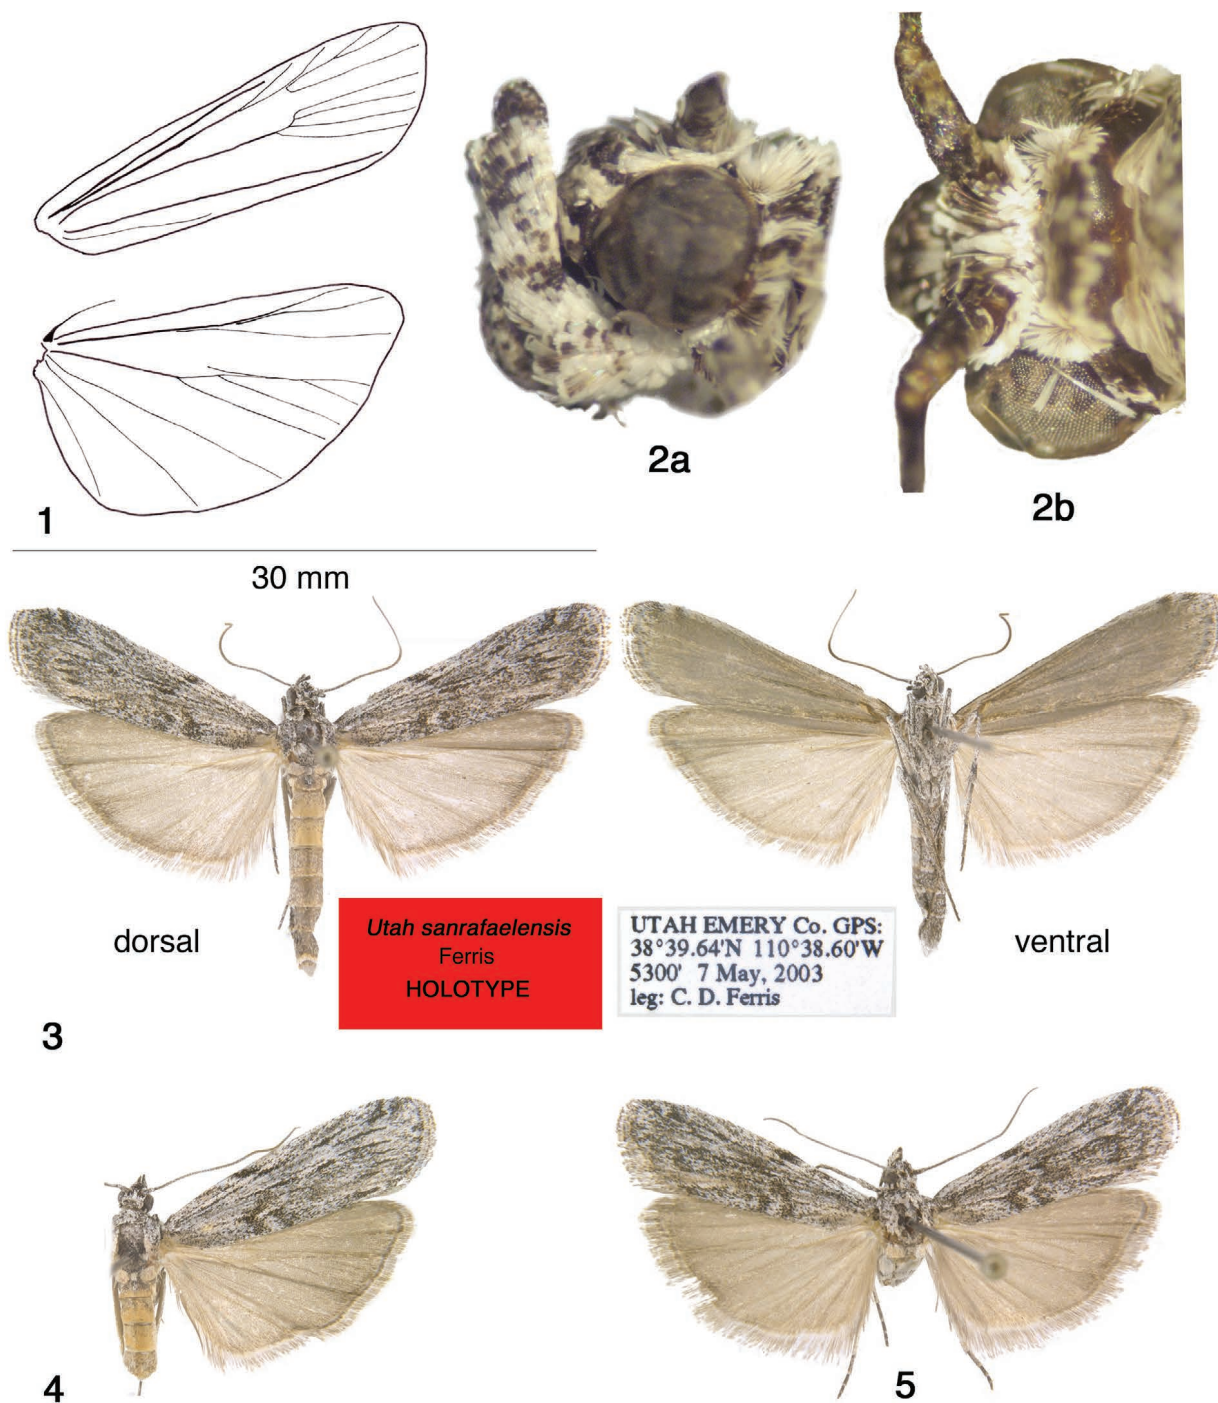 1
2a
2b
30 mm
dorsal
Utah sanrafaelensis
Ferris
HOLOTYPE
UTAH EMERY Co. GPS:
38°39.64'N 110°38.60'W
5300' 7 May, 2003
leg: C. D. Ferris
ventral
3
4
5